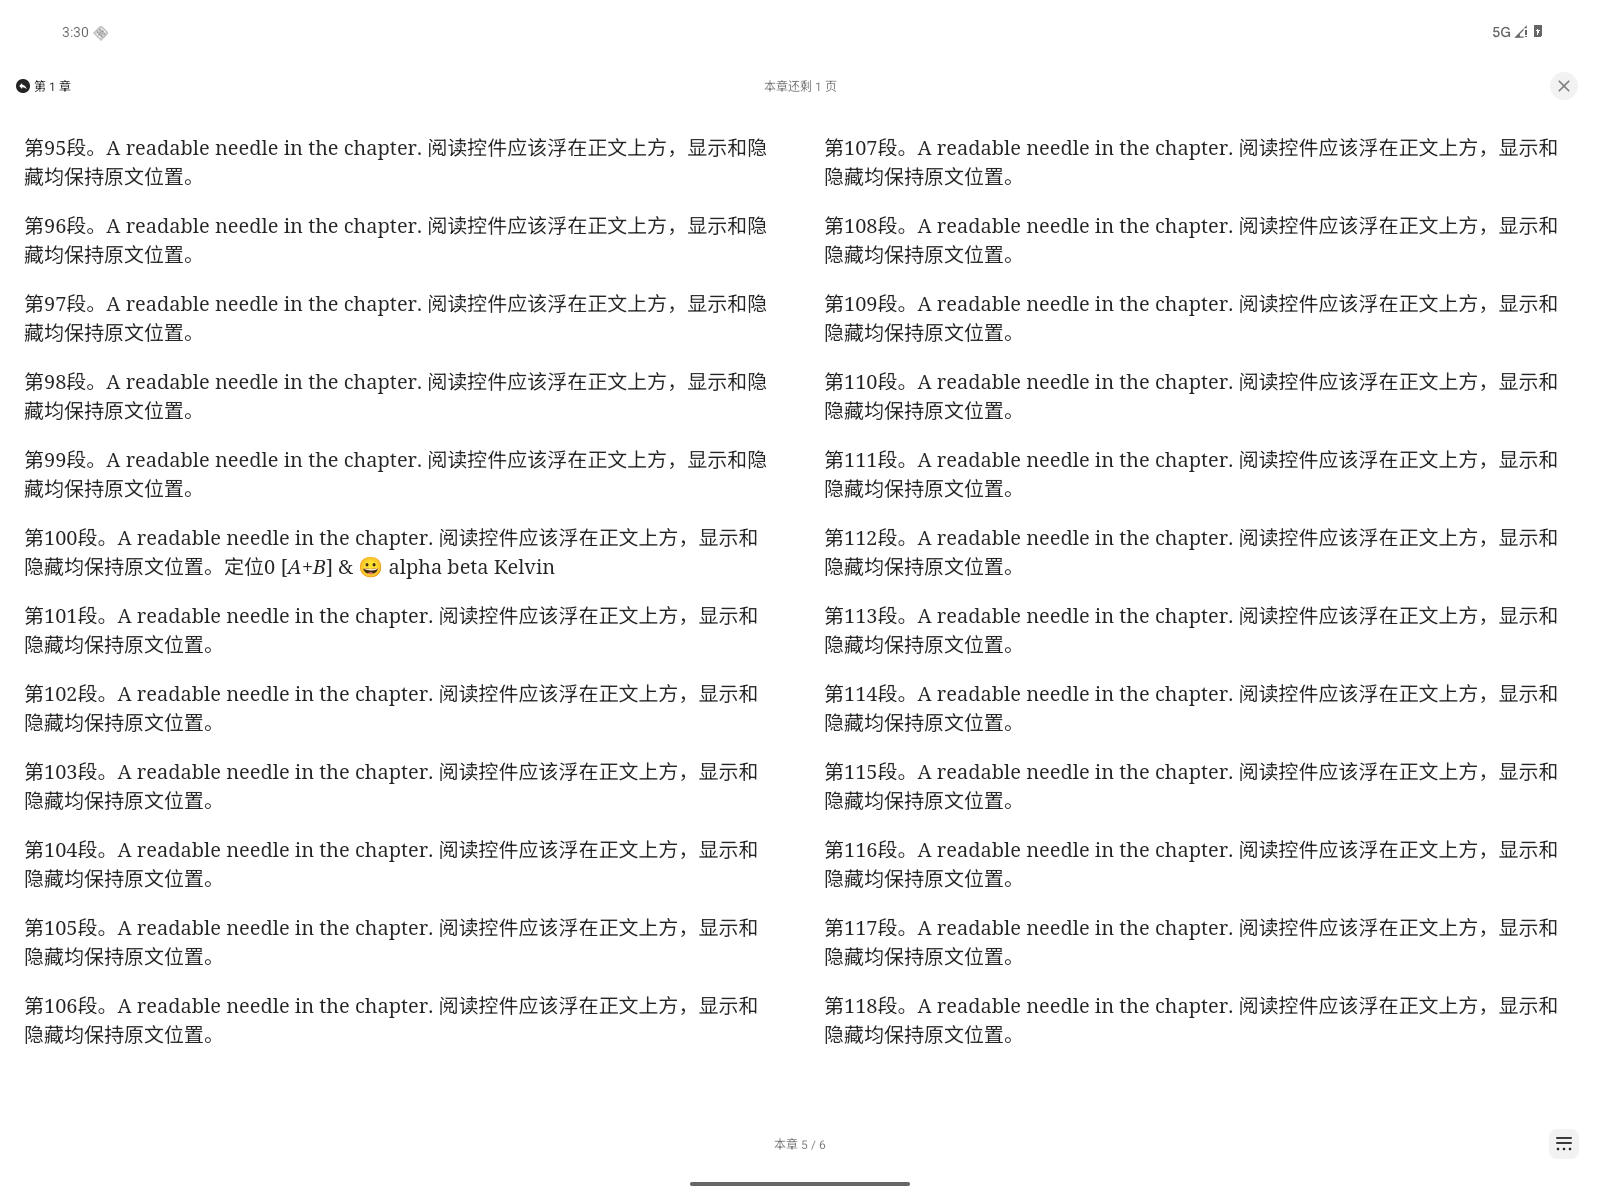 3:30
5G
第 1 章
本章还剩 1 页
第95段。A readable needle in the chapter. 阅读控件应该浮在正文上方，显示和隐
藏均保持原文位置。
第96段。A readable needle in the chapter. 阅读控件应该浮在正文上方，显示和隐
藏均保持原文位置。
第97段。A readable needle in the chapter. 阅读控件应该浮在正文上方，显示和隐
藏均保持原文位置。
第98段。A readable needle in the chapter. 阅读控件应该浮在正文上方，显示和隐
藏均保持原文位置。
第99段。A readable needle in the chapter. 阅读控件应该浮在正文上方，显示和隐
藏均保持原文位置。
第100段。A readable needle in the chapter. 阅读控件应该浮在正文上方，显示和
隐藏均保持原文位置。定位0 [A+B] & 😀 alpha beta Kelvin
第101段。A readable needle in the chapter. 阅读控件应该浮在正文上方，显示和
隐藏均保持原文位置。
第102段。A readable needle in the chapter. 阅读控件应该浮在正文上方，显示和
隐藏均保持原文位置。
第103段。A readable needle in the chapter. 阅读控件应该浮在正文上方，显示和
隐藏均保持原文位置。
第104段。A readable needle in the chapter. 阅读控件应该浮在正文上方，显示和
隐藏均保持原文位置。
第105段。A readable needle in the chapter. 阅读控件应该浮在正文上方，显示和
隐藏均保持原文位置。
第106段。A readable needle in the chapter. 阅读控件应该浮在正文上方，显示和
隐藏均保持原文位置。
第107段。A readable needle in the chapter. 阅读控件应该浮在正文上方，显示和
隐藏均保持原文位置。
第108段。A readable needle in the chapter. 阅读控件应该浮在正文上方，显示和
隐藏均保持原文位置。
第109段。A readable needle in the chapter. 阅读控件应该浮在正文上方，显示和
隐藏均保持原文位置。
第110段。A readable needle in the chapter. 阅读控件应该浮在正文上方，显示和
隐藏均保持原文位置。
第111段。A readable needle in the chapter. 阅读控件应该浮在正文上方，显示和
隐藏均保持原文位置。
第112段。A readable needle in the chapter. 阅读控件应该浮在正文上方，显示和
隐藏均保持原文位置。
第113段。A readable needle in the chapter. 阅读控件应该浮在正文上方，显示和
隐藏均保持原文位置。
第114段。A readable needle in the chapter. 阅读控件应该浮在正文上方，显示和
隐藏均保持原文位置。
第115段。A readable needle in the chapter. 阅读控件应该浮在正文上方，显示和
隐藏均保持原文位置。
第116段。A readable needle in the chapter. 阅读控件应该浮在正文上方，显示和
隐藏均保持原文位置。
第117段。A readable needle in the chapter. 阅读控件应该浮在正文上方，显示和
隐藏均保持原文位置。
第118段。A readable needle in the chapter. 阅读控件应该浮在正文上方，显示和
隐藏均保持原文位置。
本章 5 / 6